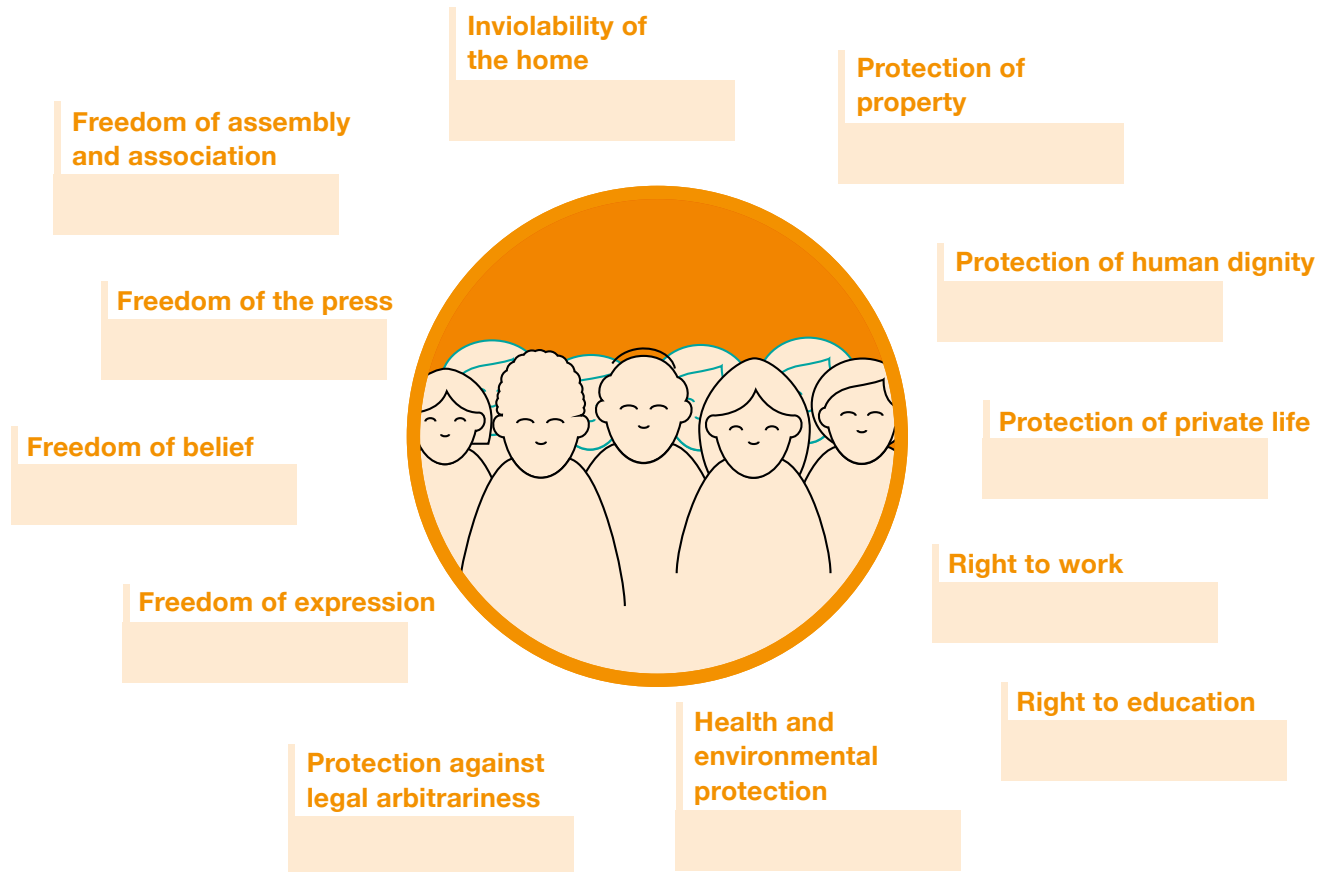 Inviolability of
the home
Protection of
property
Freedom of assembly
and association
Protection of human dignity
Freedom of the press
Protection of private life
Freedom of belief
Right to work
Freedom of expression
Right to education
Health and
environmental
protection
Protection against
legal arbitrariness